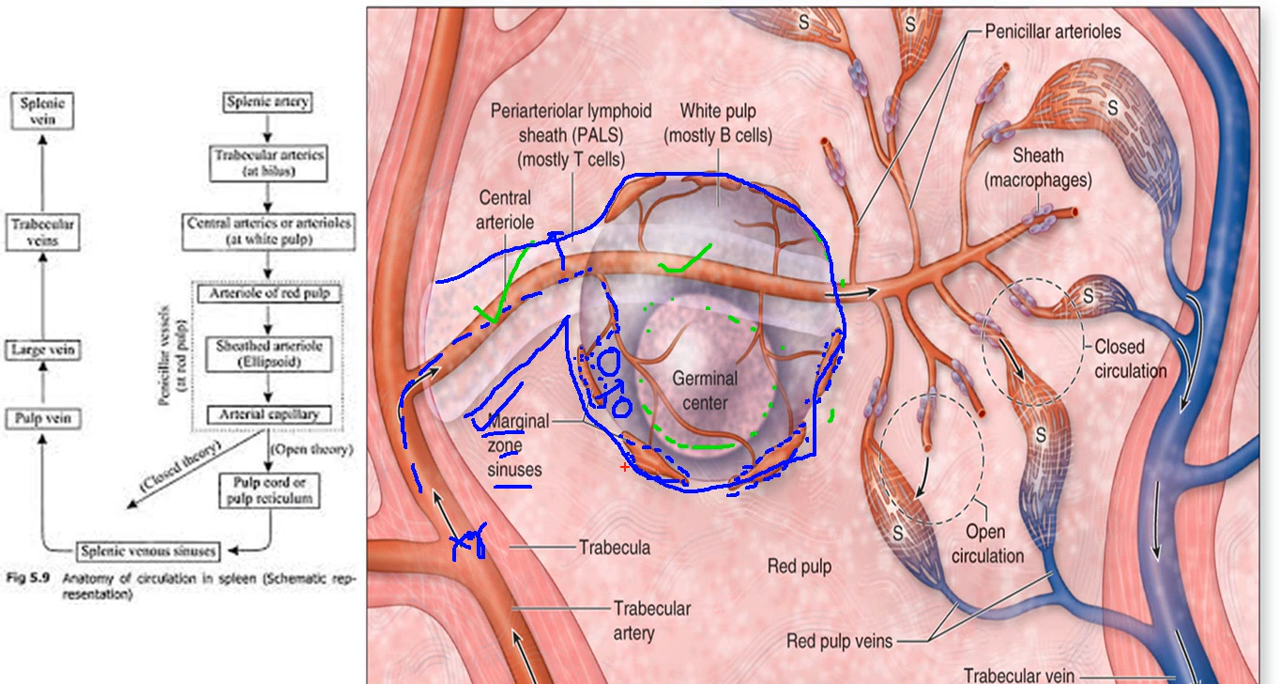 Splenic
vein
Trabecular
veins
Large vein
Pulp vein
Splenic artery
Trabecular arteries
(at hilus)
Central arteries or arterioles
(at white pulp)
Penicillar vessels
(at red pulp)
Arteriole of red pulp
Sheathed arteriole
(Ellipsoid)
Arterial capillary
(Closed theory)
(Open theory)
Pulp cord or
pulp reticulum
Splenic venous sinuses
Fig 5.9 Anatomy of circulation in spleen (Schematic rep-
resentation)
S
S
Penicillar arterioles
Periarteriolar lymphoid
sheath (PALS)
(mostly T cells)
White pulp
(mostly B cells)
S
Sheath
(macrophages)
Central
arteriole
S
Closed
circulation
Germinal
center
Marginal
zone
sinuses
S
S
Open
circulation
Trabecula
Red pulp
Trabecular
artery
Red pulp veins
Trabecular vein